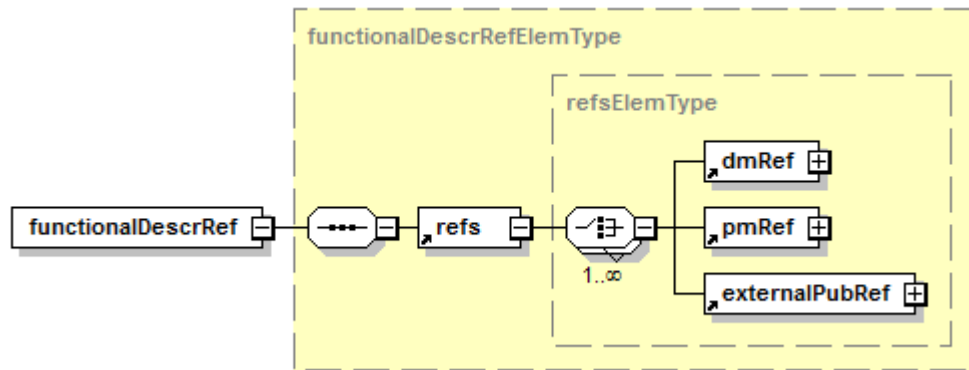 functionalDescrRefElemType
refsElemType
dmRef
functionalDescrRef
refs
pmRef
1..∞
externalPubRef